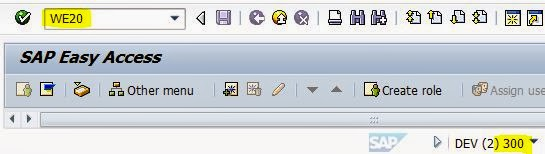 WE20
SAP Easy Access
Other menu
Create role
Assign use
SAP
DEV (2) 300